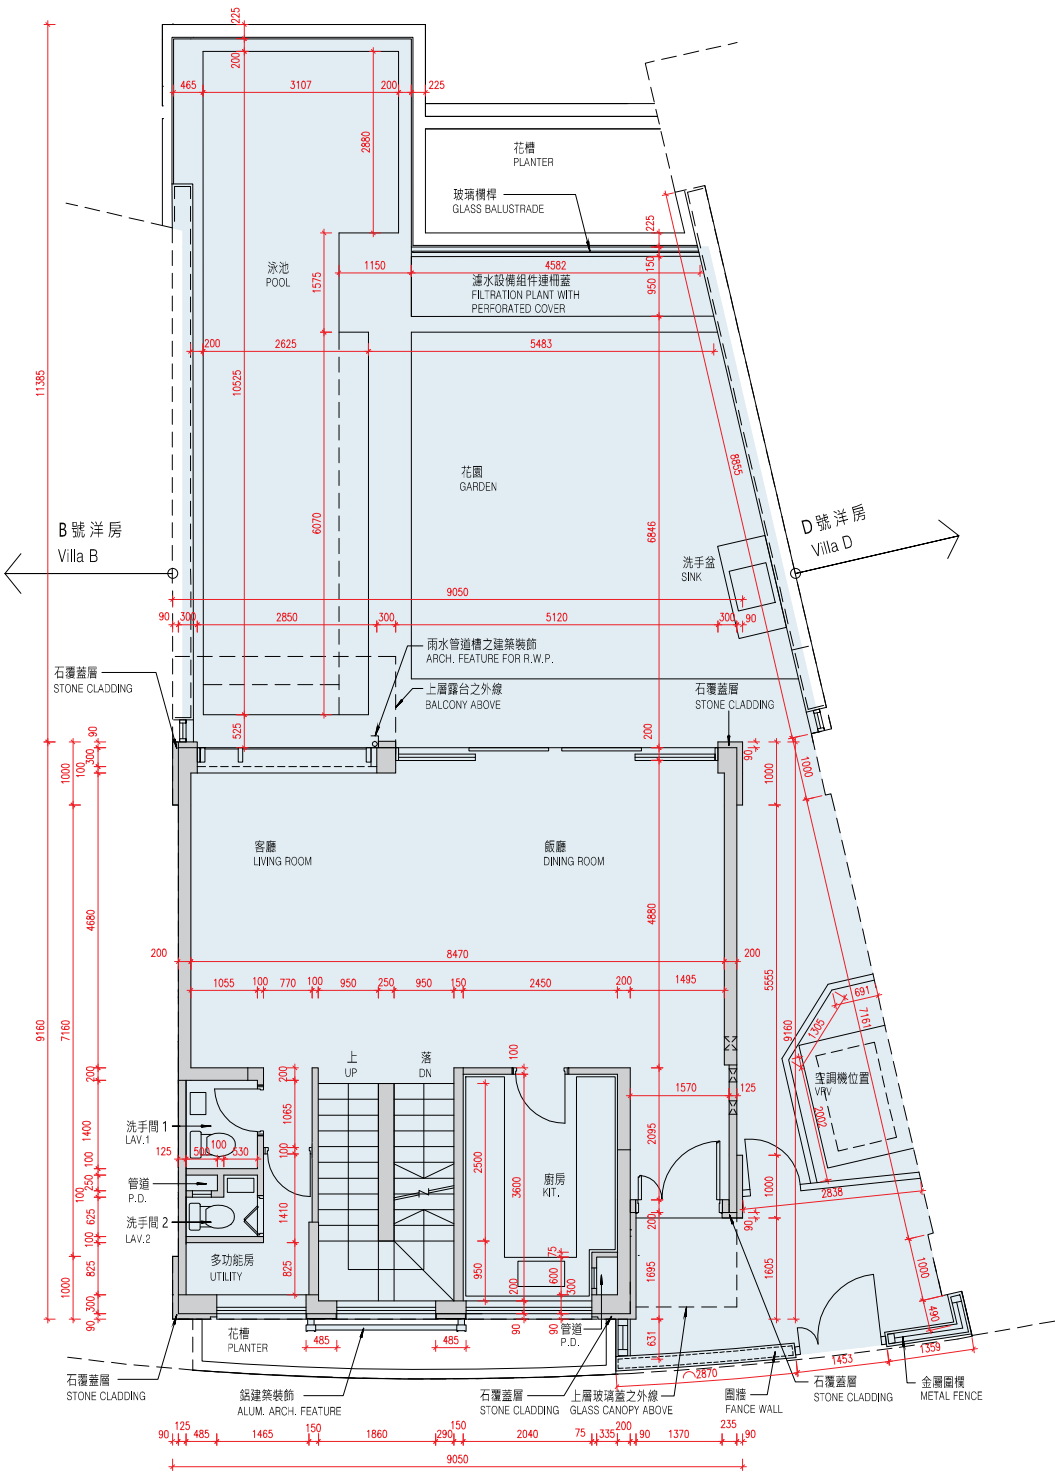 225
200
465
3107
200
225
2880
花槽
PLANTER
玻璃欄桿
GLASS BALUSTRADE
225
150
泳池
POOL
1575
1150
4582
濾水設備組件連柵蓋
FILTRATION PLANT WITH
PERFORATED COVER
950
200
2625
5483
11385
10525
8855
花園
GARDEN
6070
6846
B 號洋房
Villa B
D 號洋房
Villa D
洗手盆
SINK
9050
90
300
2850
300
5120
300
90
雨水管道槽之建築裝飾
ARCH. FEATURE FOR R.W.P.
石覆蓋層
STONE CLADDING
上層露台之外線
BALCONY ABOVE
石覆蓋層
STONE CLADDING
525
200
90
300
100
1000
90
1000
1000
客廳
LIVING ROOM
飯廳
DINING ROOM
4680
4880
200
8470
200
1055
100
770
100
950
250
950
150
2450
200
1495
5555
691
1305
7161
9160
7160
9160
上
UP
落
DN
100
200
200
1570
125
空調機位置
VRV
2002
1065
1400
洗手間 1
LAV.1
125
500
100
530
100
100
2500
3600
2095
廚房
KIT.
管道
P.D.
250
100
1000
2838
洗手間 2
LAV.2
625
1410
200
90
100
多功能房
UTILITY
825
825
950
200
75
600
300
1695
1605
1000
490
1000
300
90
90
90
631
花槽
PLANTER
485
485
管道
P.D.
石覆蓋層
STONE CLADDING
鋁建築裝飾
ALUM. ARCH. FEATURE
石覆蓋層
STONE CLADDING
上層玻璃蓋之外線
GLASS CANOPY ABOVE
2870
1453
1359
圍牆
FANCE WALL
石覆蓋層
STONE CLADDING
金屬圍欄
METAL FENCE
90
125
485
1465
150
1860
290
150
2040
75
335
200
90
1370
235
90
9050